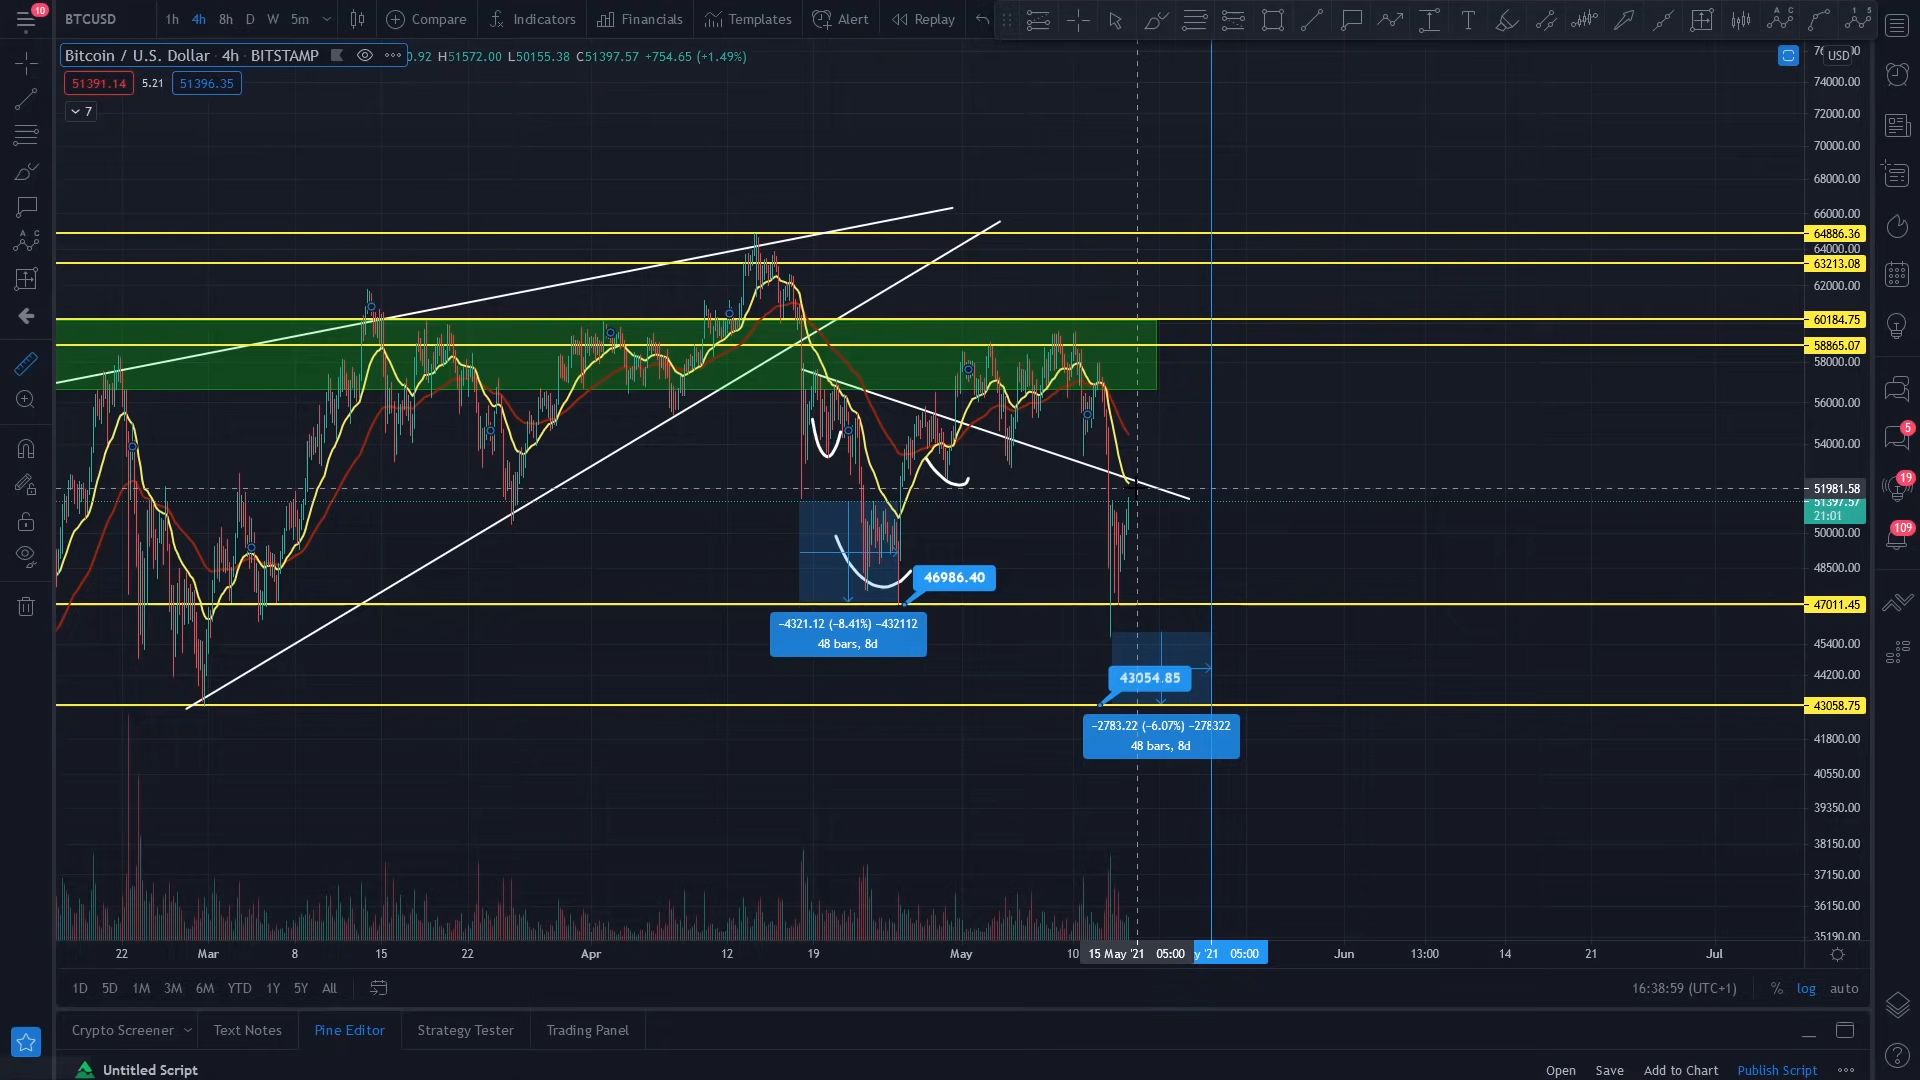 10
BTCUSD 1h 4h 8h D W 5m Compare Indicators Financials Templates Alert Replay
Bitcoin / U.S. Dollar · 4h · BITSTAMP 0.92 H51572.00 L50155.38 C51397.57 +754.65 (+1.49%)
USD
51391.14 5.21 51396.35
7
74000.00
72000.00
70000.00
68000.00
66000.00
64886.36
64000.00
63213.08
62000.00
60184.75
58865.07
58000.00
56000.00
54000.00
51981.58
51397.57
21:01
50000.00
48500.00
47011.45
45400.00
44200.00
43058.75
41800.00
40550.00
39350.00
38150.00
37150.00
36150.00
35190.00
46986.40
−4321.12 (−8.41%) −432112
48 bars, 8d
43054.85
−2783.22 (−6.07%) −278322
48 bars, 8d
A C
A C
1 5
5
19
109
22 Mar 8 15 22 Apr 12 19 May 10 15 May '21 05:00 y '21 05:00 Jun 13:00 14 21 Jul
1D 5D 1M 3M 6M YTD 1Y 5Y All 16:38:59 (UTC+1) % log auto
Crypto Screener Text Notes Pine Editor Strategy Tester Trading Panel
Untitled Script Open Save Add to Chart Publish Script